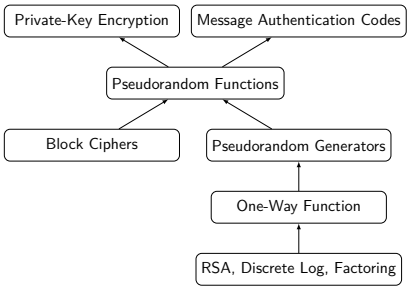 Private-Key Encryption
Message Authentication Codes
Pseudorandom Functions
Block Ciphers
Pseudorandom Generators
One-Way Function
RSA, Discrete Log, Factoring